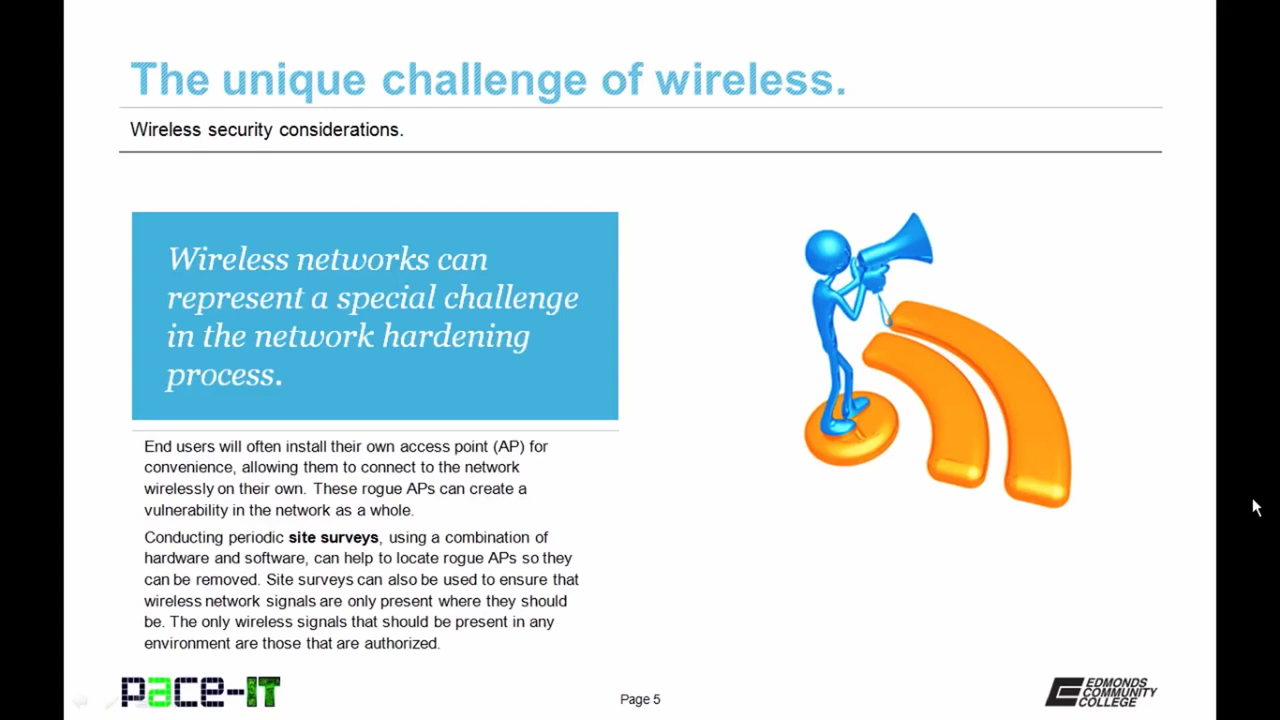 The unique challenge of wireless.
Wireless security considerations.
Wireless networks can
represent a special challenge
in the network hardening
process.
End users will often install their own access point (AP) for
convenience, allowing them to connect to the network
wirelessly on their own. These rogue APs can create a
vulnerability in the network as a whole.
Conducting periodic site surveys, using a combination of
hardware and software, can help to locate rogue APs so they
can be removed. Site surveys can also be used to ensure that
wireless network signals are only present where they should
be. The only wireless signals that should be present in any
environment are those that are authorized.
PACE-IT
Page 5
EDMONDS
COMMUNITY
COLLEGE